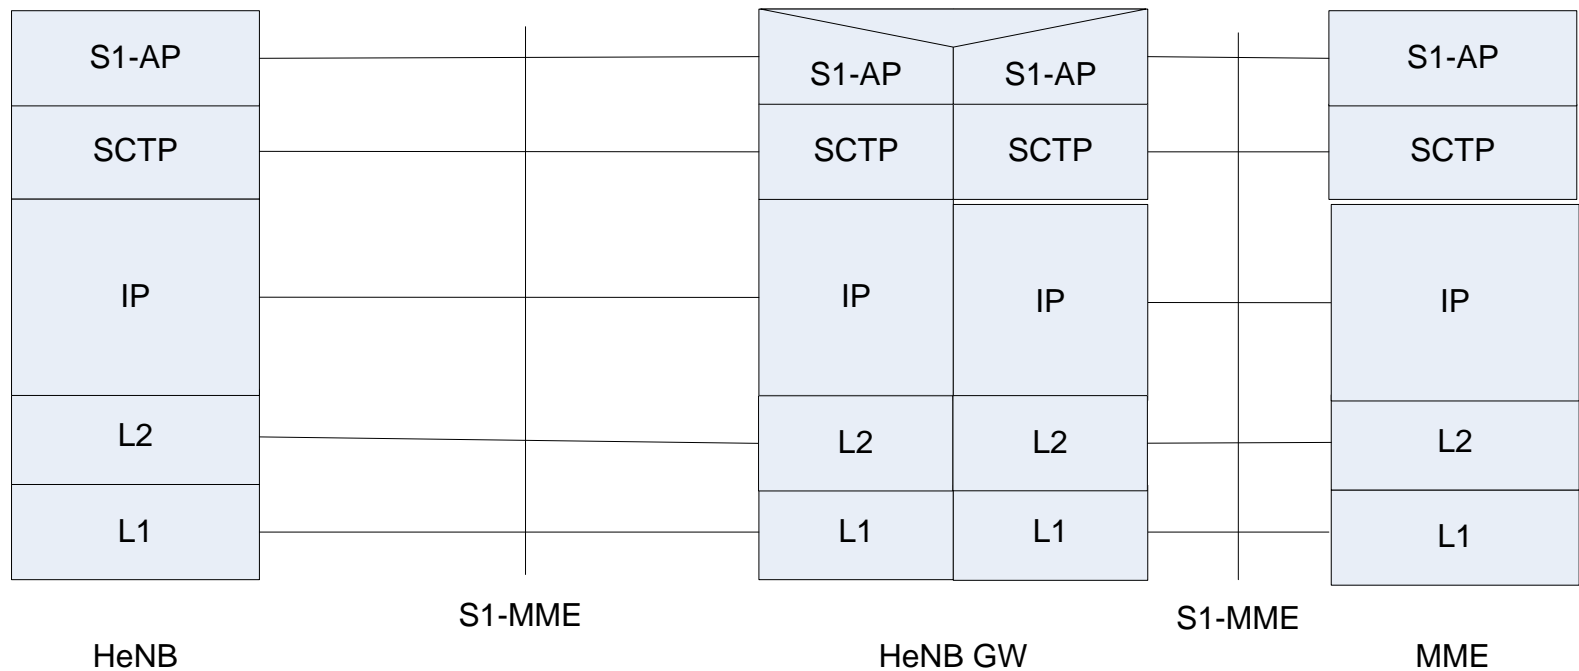 S1-AP
S1-AP
S1-AP
S1-AP
SCTP
SCTP
SCTP
SCTP
IP
IP
IP
IP
L2
L2
L2
L2
L1
L1
L1
L1
S1-MME
S1-MME
HeNB
HeNB GW
MME